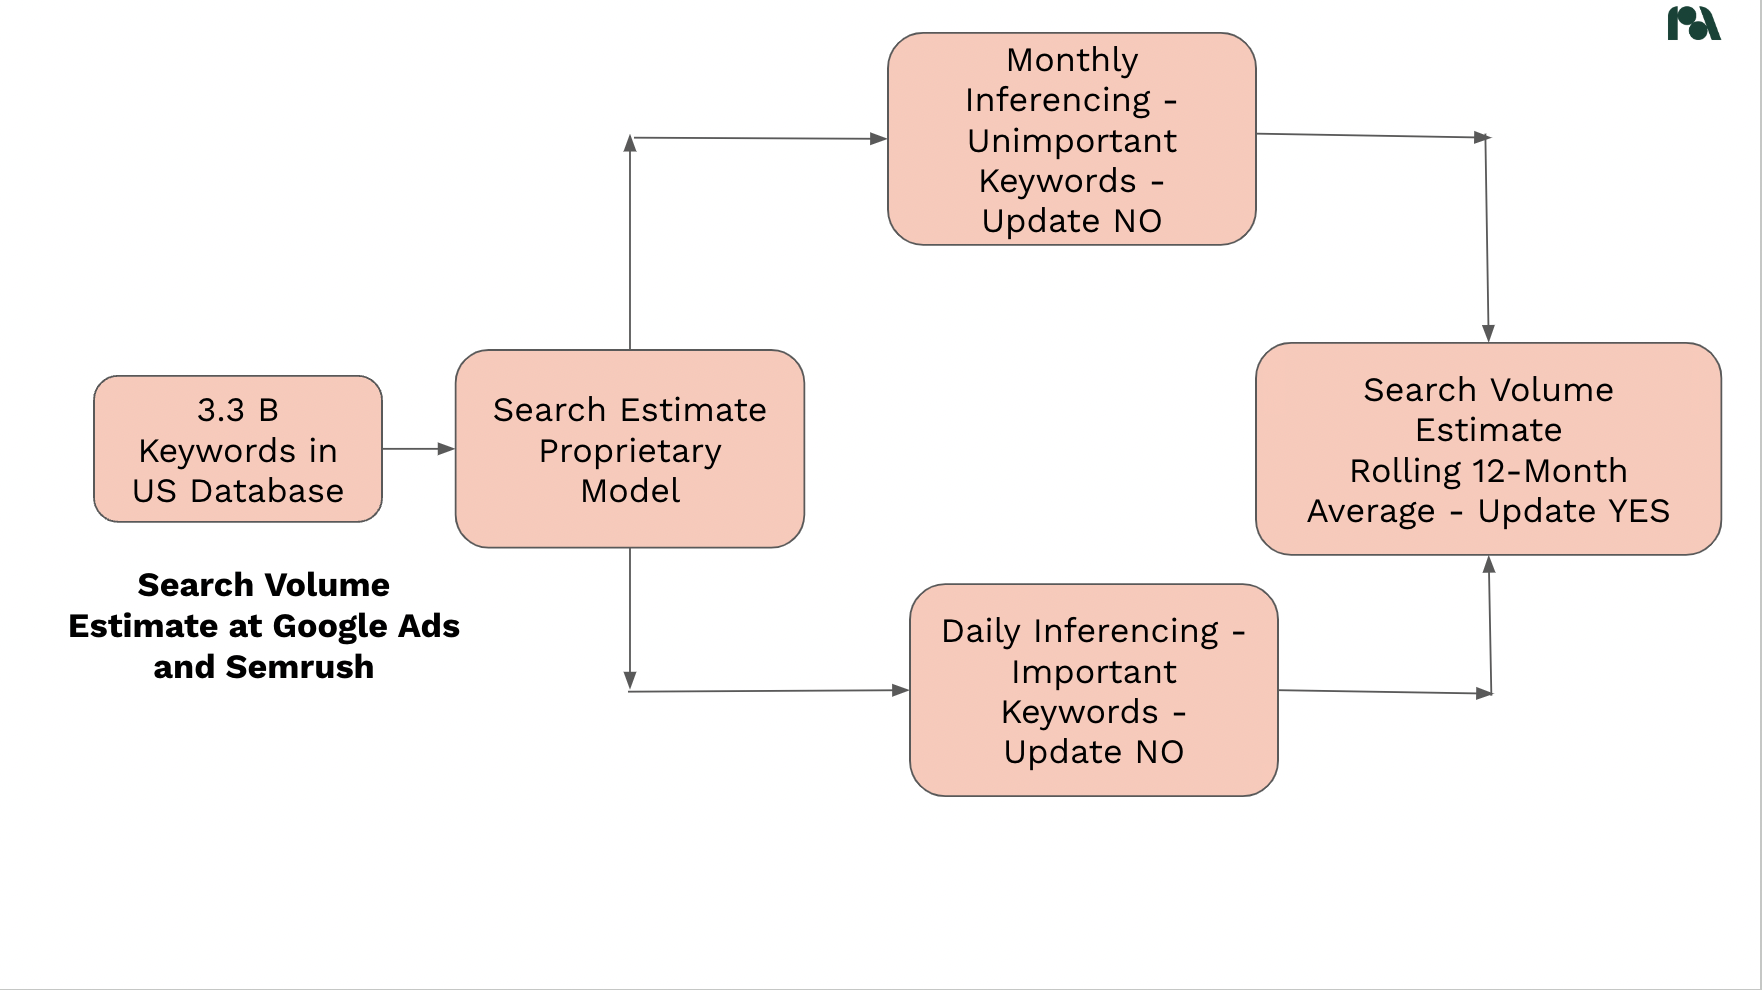 Monthly
Inferencing -
Unimportant
Keywords -
Update NO
3.3 B
Keywords in
US Database
Search Estimate
Proprietary
Model
Search Volume
Estimate
Rolling 12-Month
Average - Update YES
Search Volume
Estimate at Google Ads
and Semrush
Daily Inferencing -
Important
Keywords -
Update NO